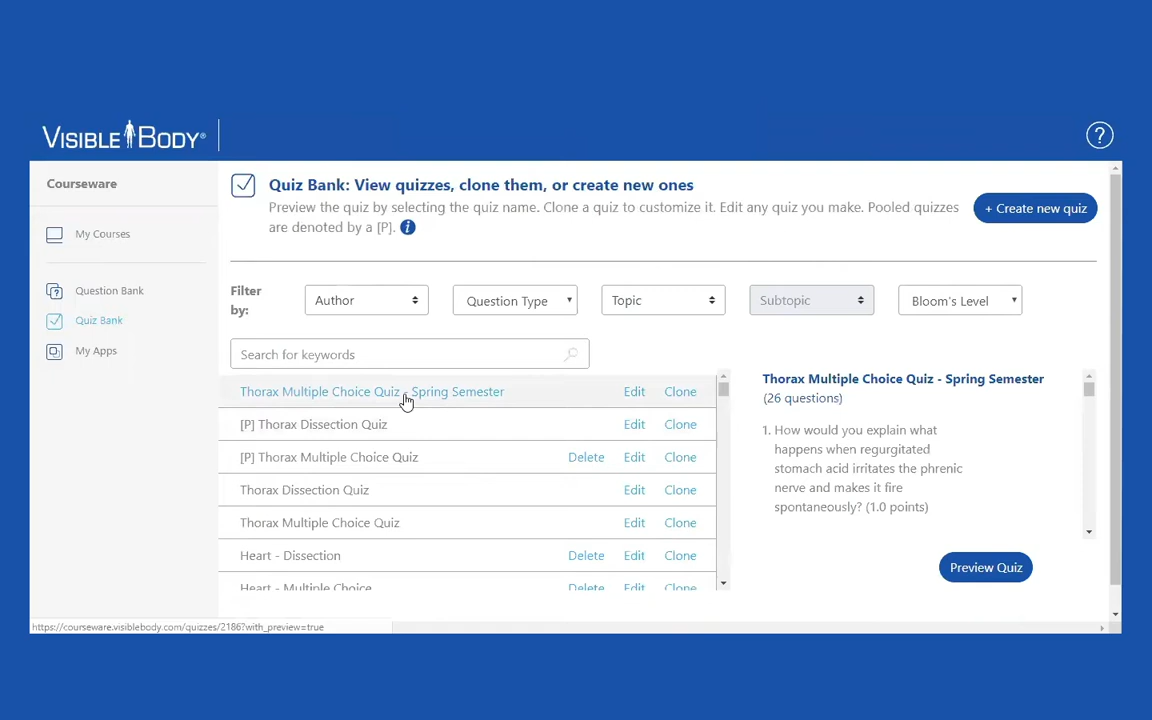 VISIBLE BODY®
?
Courseware
My Courses
Question Bank
Quiz Bank
My Apps
Quiz Bank: View quizzes, clone them, or create new ones
Preview the quiz by selecting the quiz name. Clone a quiz to customize it. Edit any quiz you make. Pooled quizzes
are denoted by a [P]. i
+ Create new quiz
Filter
by:
Author
Question Type
Topic
Subtopic
Bloom's Level
Search for keywords
Thorax Multiple Choice Quiz - Spring Semester Edit Clone
[P] Thorax Dissection Quiz Edit Clone
[P] Thorax Multiple Choice Quiz Delete Edit Clone
Thorax Dissection Quiz Edit Clone
Thorax Multiple Choice Quiz Edit Clone
Heart - Dissection Delete Edit Clone
Heart - Multiple Choice Delete Edit Clone
Thorax Multiple Choice Quiz - Spring Semester
(26 questions)
1. How would you explain what
happens when regurgitated
stomach acid irritates the phrenic
nerve and makes it fire
spontaneously? (1.0 points)
Preview Quiz
https://courseware.visiblebody.com/quizzes/2186?with_preview=true